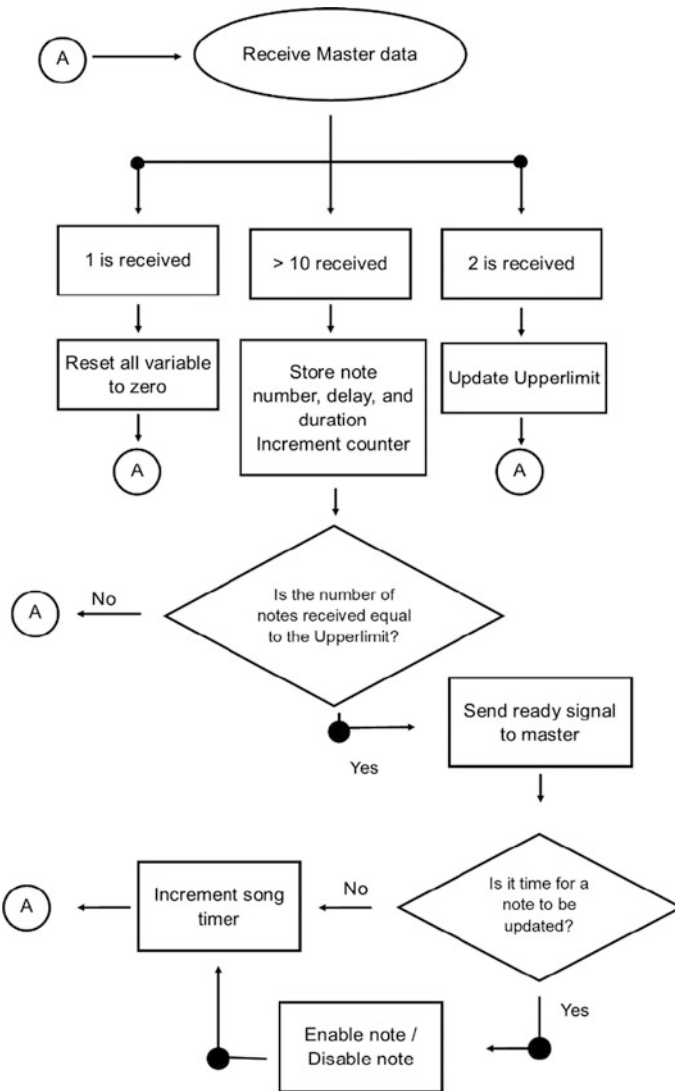 A
Receive Master data
1 is received
> 10 received
2 is received
Reset all variable
to zero
Store note
number, delay, and
duration
Increment counter
Update Upperlimit
A
A
Is the number of
notes received equal
to the Upperlimit?
No
A
Yes
Send ready signal
to master
Is it time for a
note to be
updated?
No
Increment song
timer
A
Yes
Enable note /
Disable note